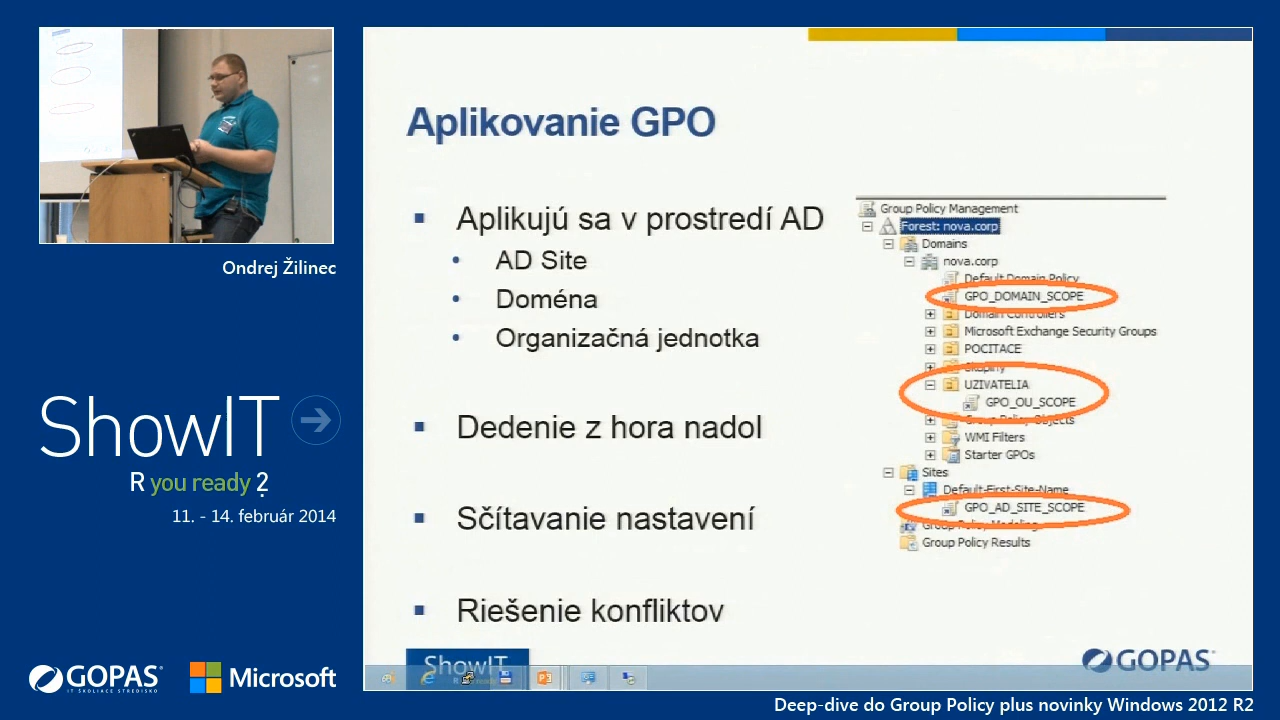 Ondrej Žilinec
ShowIT
R you ready ?
11. - 14. február 2014
GOPAS
IT ŠKOLIACE STREDISKO
Microsoft
Aplikovanie GPO
Aplikujú sa v prostredí AD
AD Site
Doména
Organizačná jednotka
Dedenie z hora nadol
Sčítavanie nastavení
Riešenie konfliktov
Group Policy Management
Forest: nova.corp
Domains
nova.corp
Default Domain Policy
GPO_DOMAIN_SCOPE
Domain Controllers
Microsoft Exchange Security Groups
POCITACE
Skupiny
UZIVATELIA
GPO_OU_SCOPE
Group Policy Objects
WMI Filters
Starter GPOs
Sites
Default-First-Site-Name
GPO_AD_SITE_SCOPE
Group Policy Modeling
Group Policy Results
ShowIT
GOPAS
Deep-dive do Group Policy plus novinky Windows 2012 R2